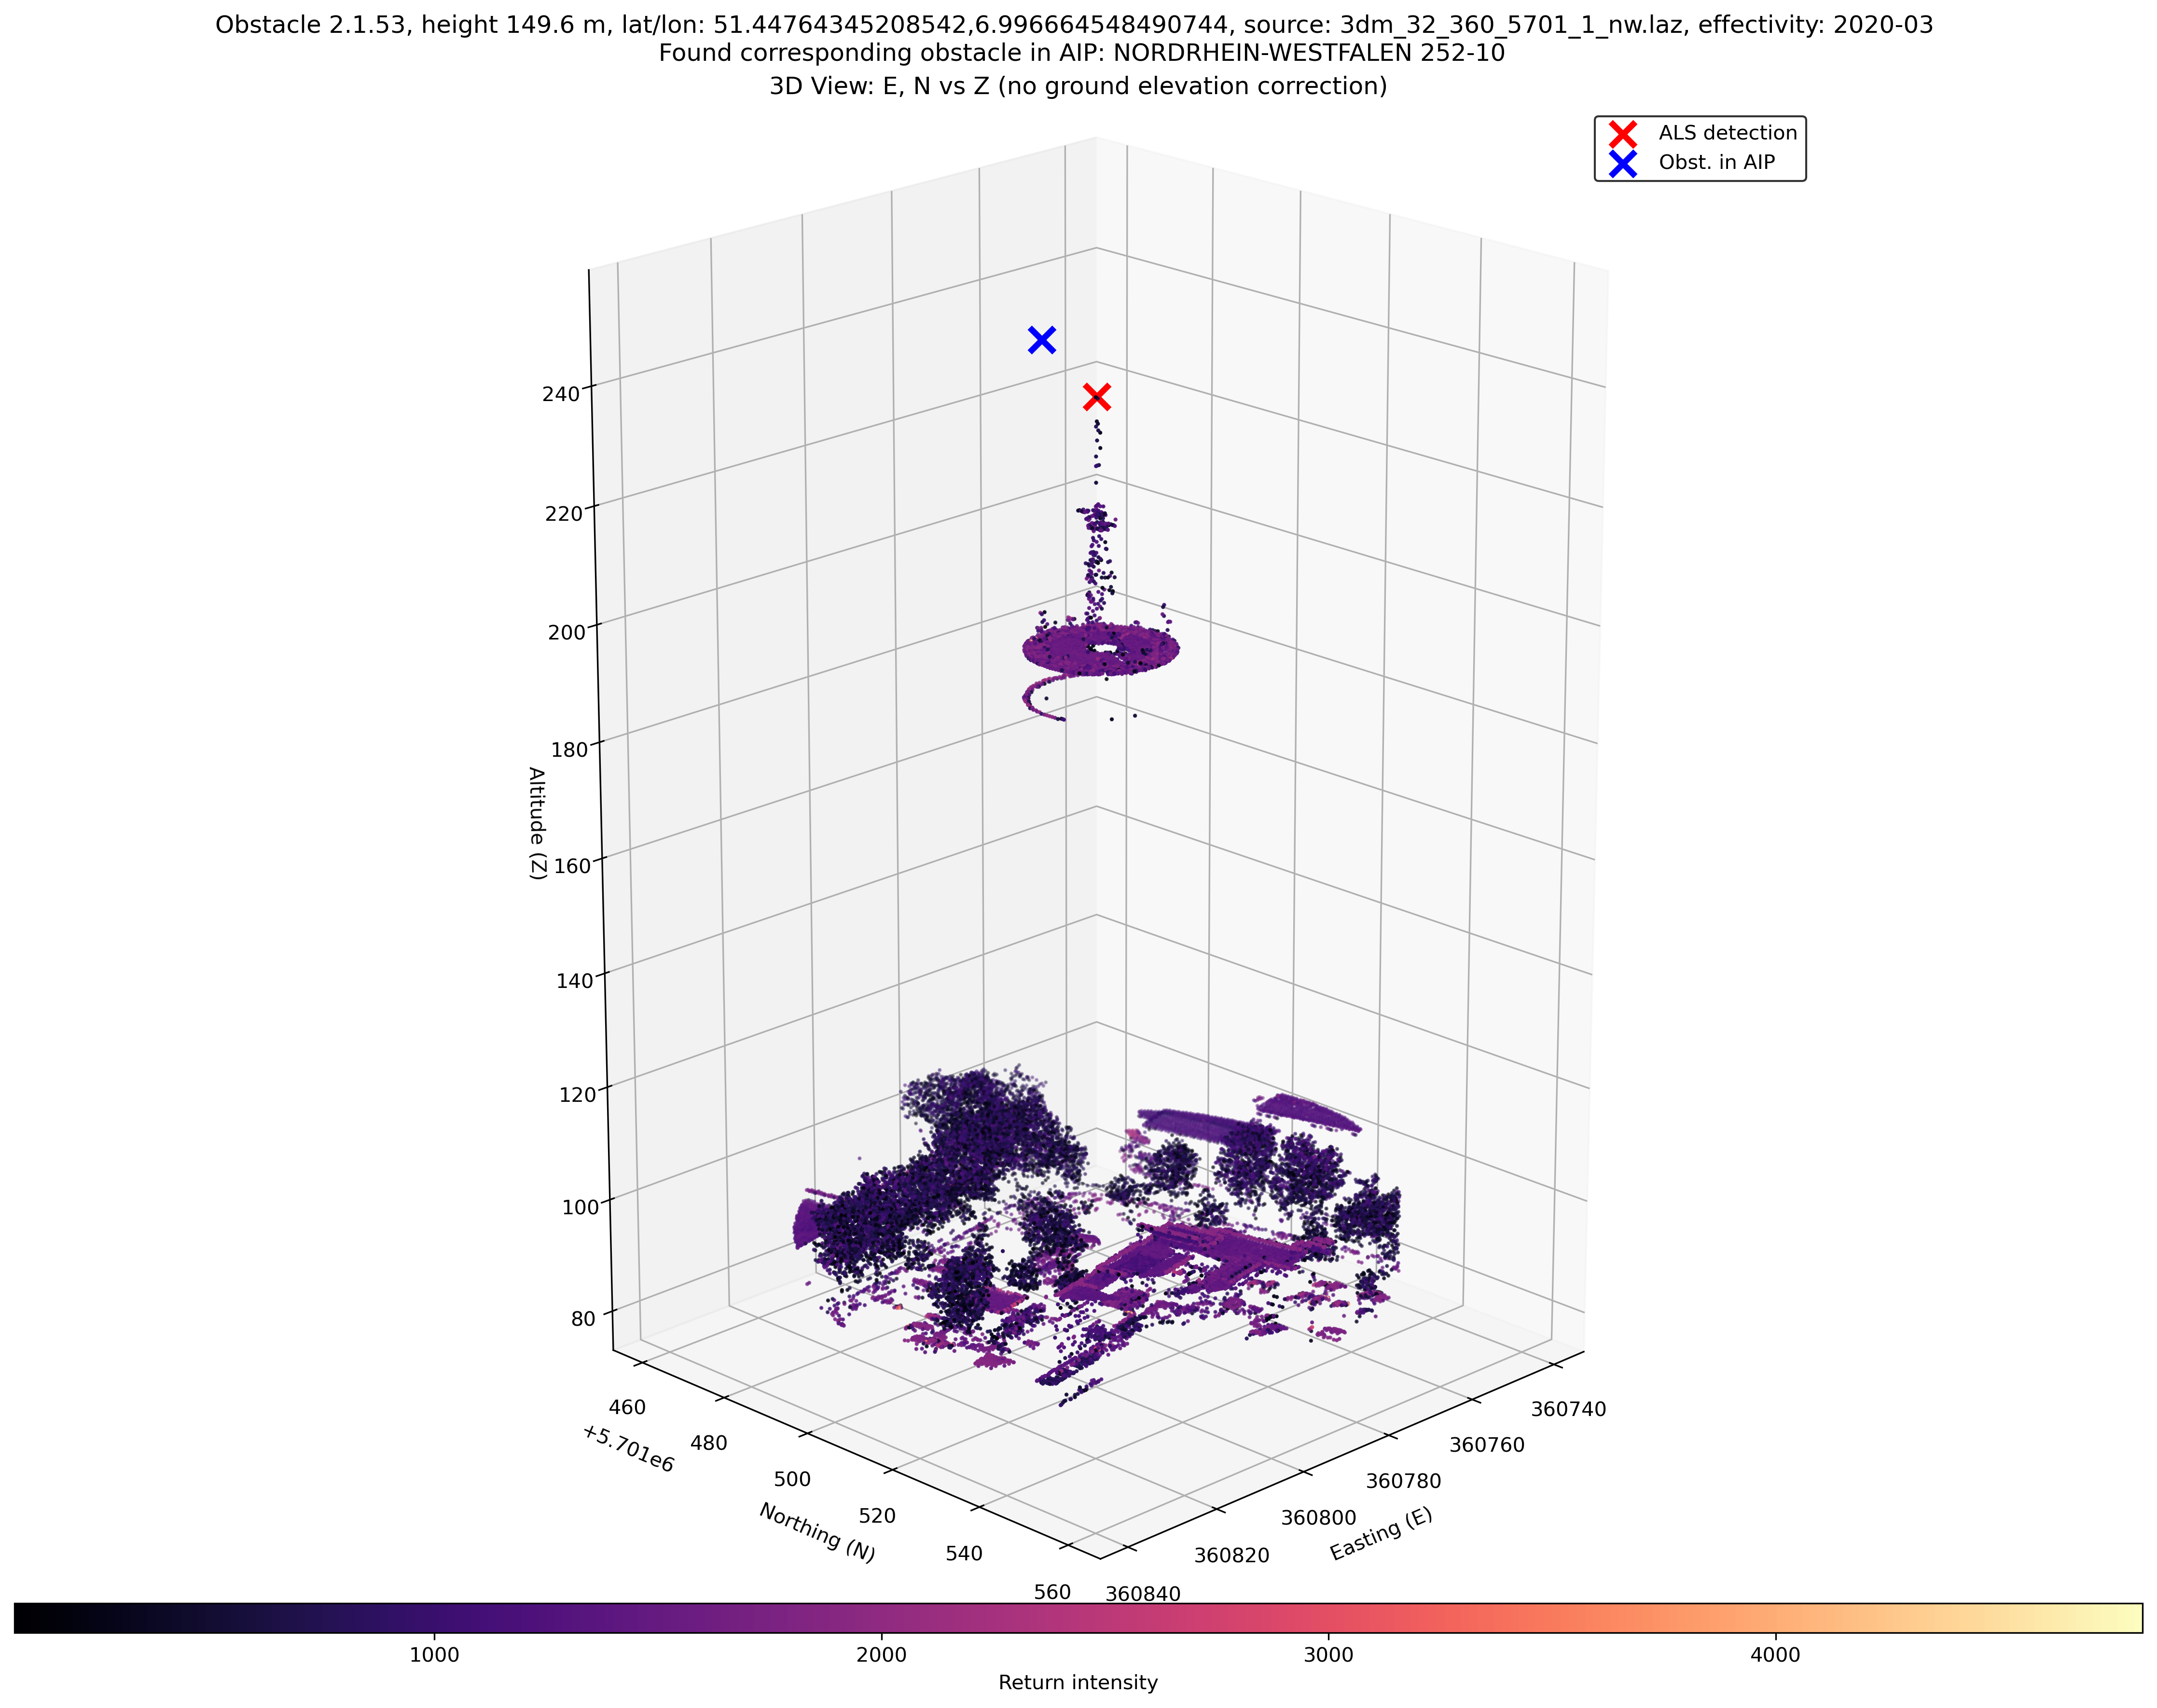 Obstacle 2.1.53, height 149.6 m, lat/lon: 51.44764345208542,6.996664548490744, source: 3dm_32_360_5701_1_nw.laz, effectivity: 2020-03
Found corresponding obstacle in AIP: NORDRHEIN-WESTFALEN 252-10
3D View: E, N vs Z (no ground elevation correction)
ALS detection
Obst. in AIP
240
220
200
180
160
140
120
100
80
Altitude (Z)
460
480
500
520
540
560
+5.701e6
Northing (N)
360740
360760
360780
360800
360820
360840
Easting (E)
1000
2000
3000
4000
Return intensity